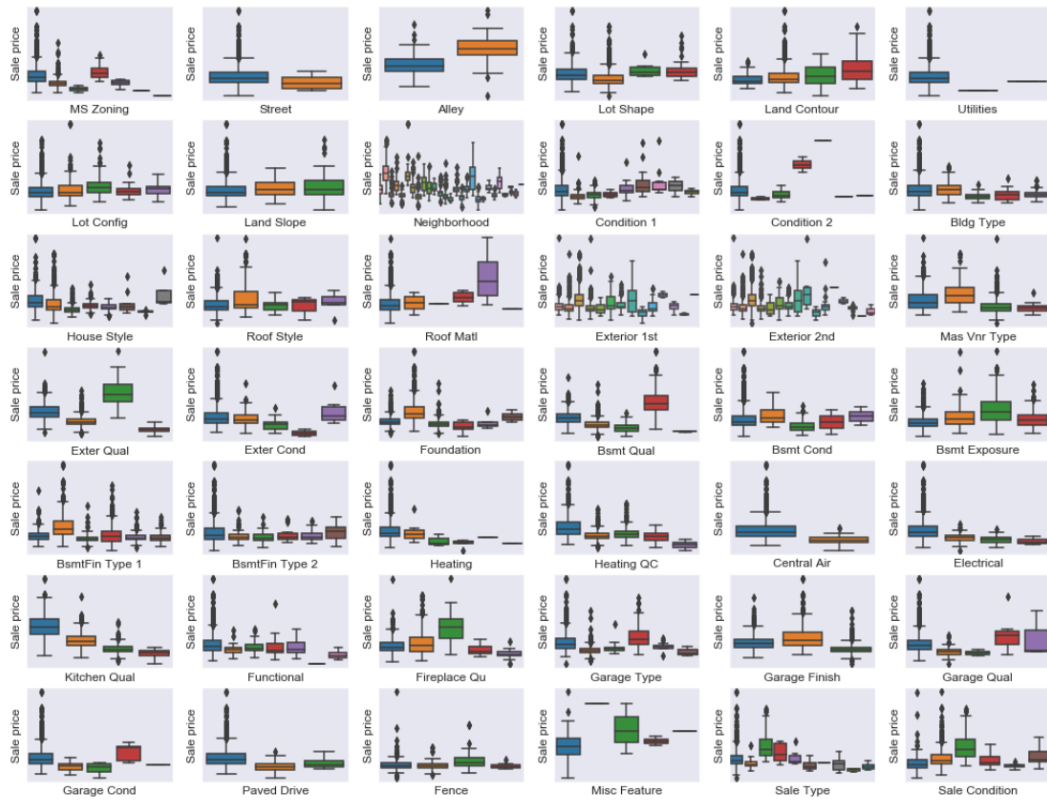 Sale price Sale price Sale price Sale price Sale price Sale price
MS Zoning Street Alley Lot Shape Land Contour Utilities
Sale price Sale price Sale price Sale price Sale price Sale price
Lot Config Land Slope Neighborhood Condition 1 Condition 2 Bldg Type
Sale price Sale price Sale price Sale price Sale price Sale price
House Style Roof Style Roof Matl Exterior 1st Exterior 2nd Mas Vnr Type
Sale price Sale price Sale price Sale price Sale price Sale price
Exter Qual Exter Cond Foundation Bsmt Qual Bsmt Cond Bsmt Exposure
Sale price Sale price Sale price Sale price Sale price Sale price
BsmtFin Type 1 BsmtFin Type 2 Heating Heating QC Central Air Electrical
Sale price Sale price Sale price Sale price Sale price Sale price
Kitchen Qual Functional Fireplace Qu Garage Type Garage Finish Garage Qual
Sale price Sale price Sale price Sale price Sale price Sale price
Garage Cond Paved Drive Fence Misc Feature Sale Type Sale Condition